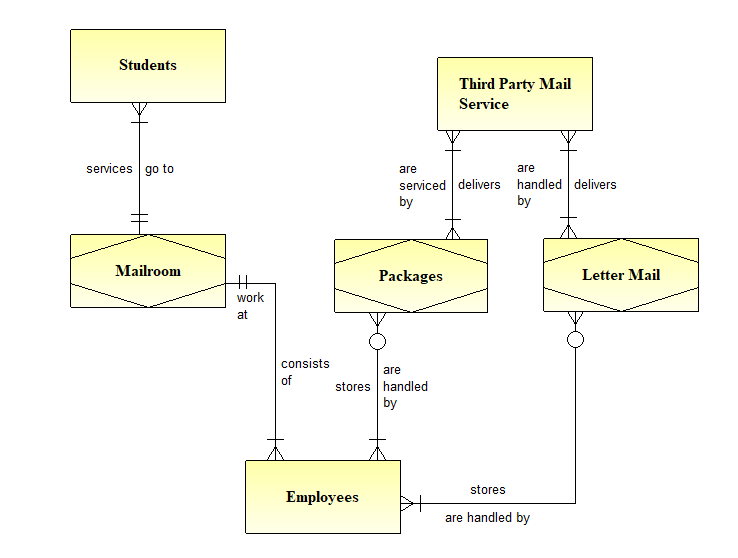 Students
Third Party Mail
Service
services
go to
are
serviced
by
delivers
are
handled
by
delivers
Mailroom
Packages
Letter Mail
work
at
consists
of
stores
are
handled
by
Employees
stores
are handled by